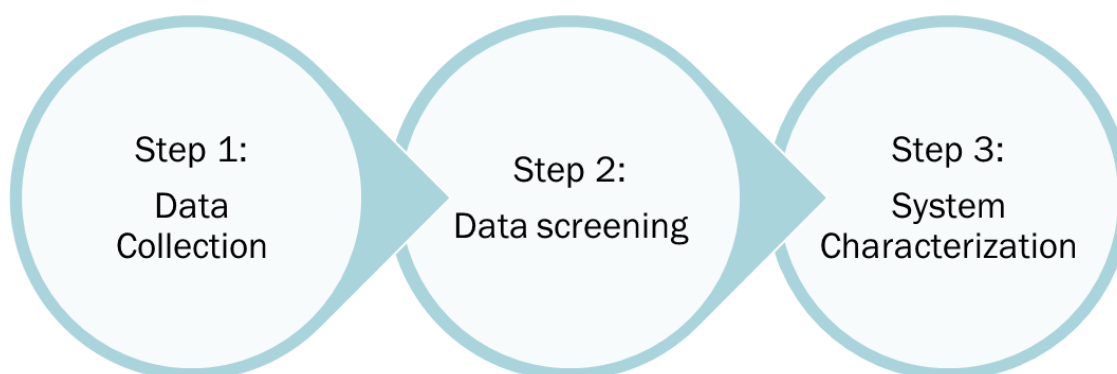 Step 1:
Data
Collection
Step 2:
Data screening
Step 3:
System
Characterization